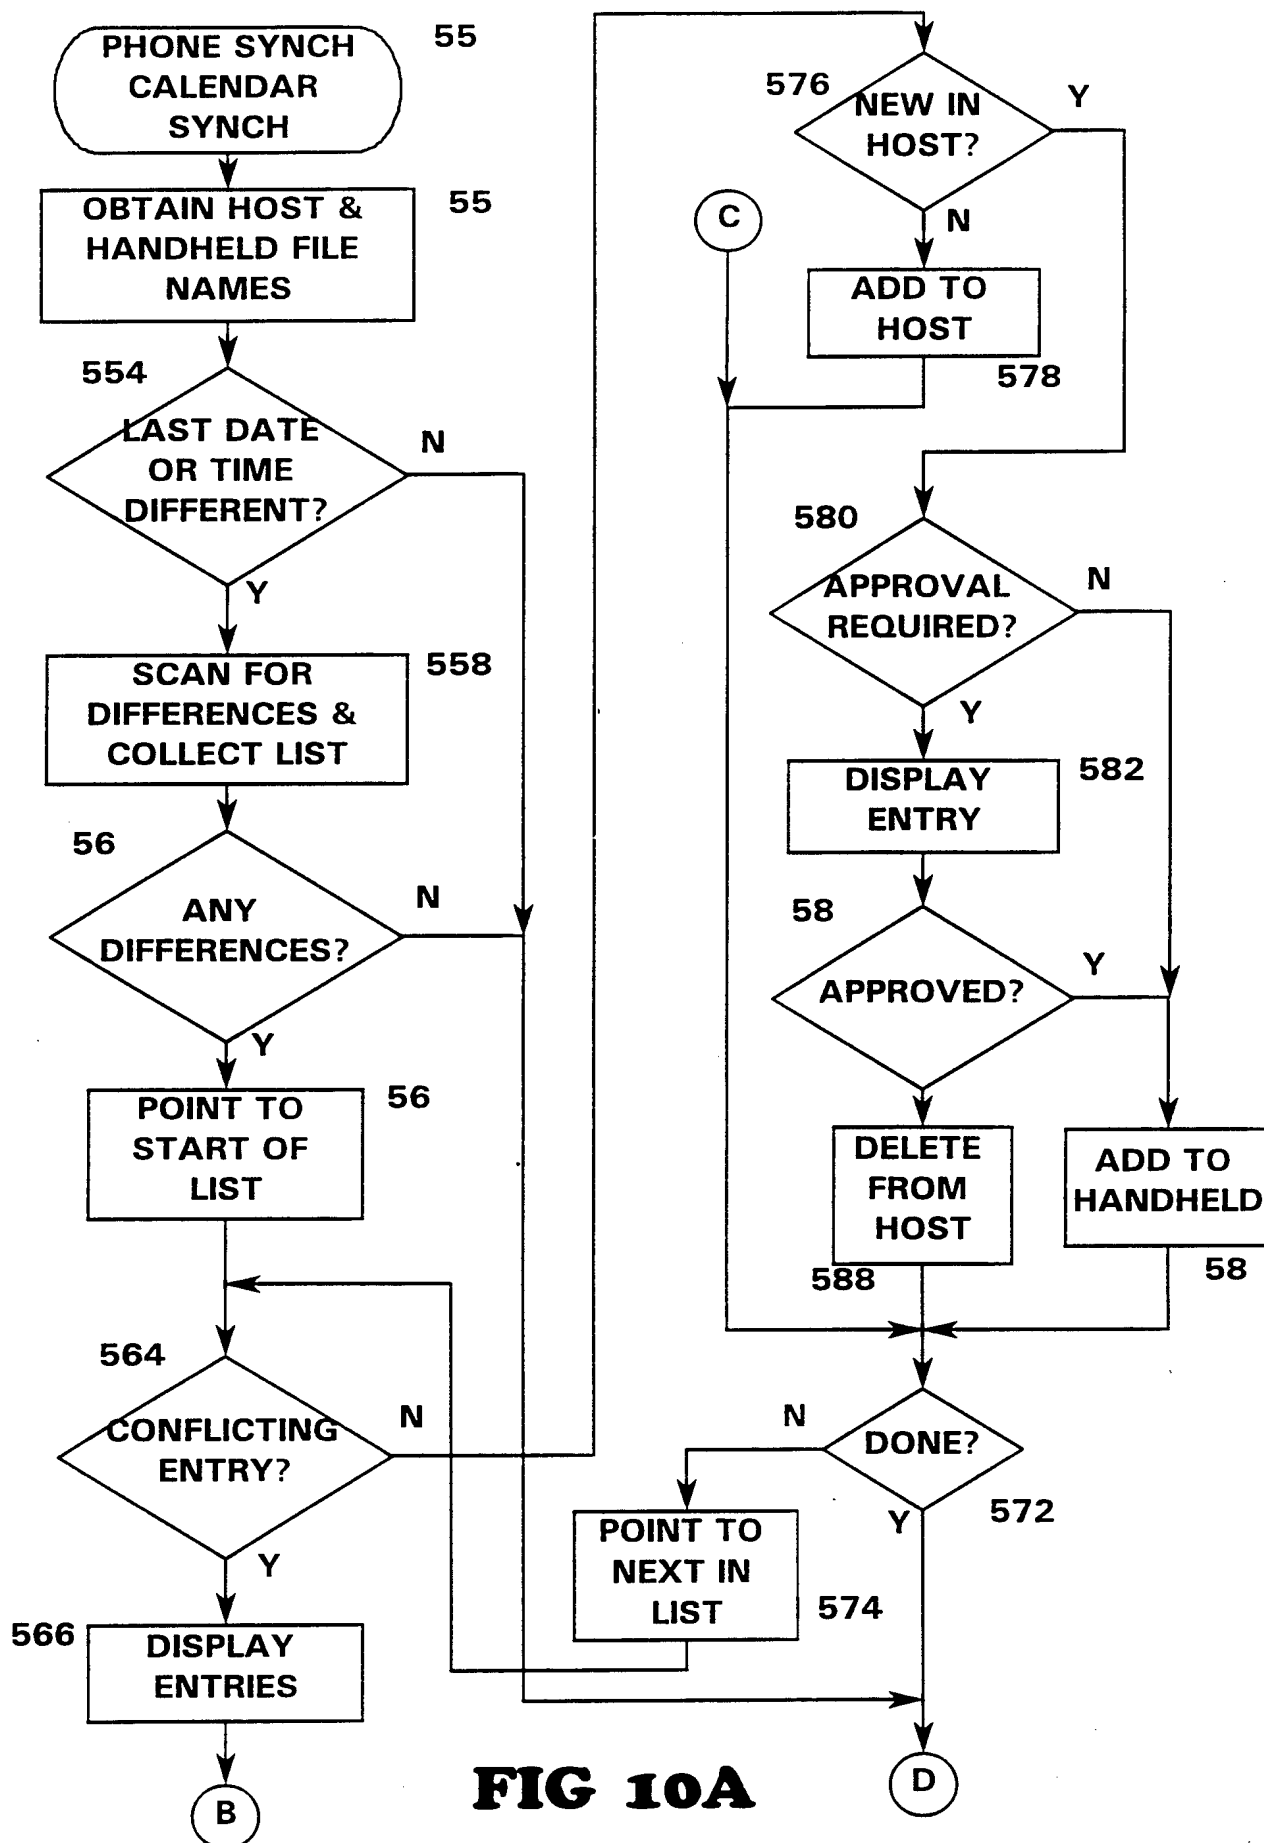 PHONE SYNCH
CALENDAR
SYNCH
55
OBTAIN HOST &
HANDHELD FILE
NAMES
55
554
LAST DATE
OR TIME
DIFFERENT?
N
Y
SCAN FOR
DIFFERENCES &
COLLECT LIST
558
56
ANY
DIFFERENCES?
N
Y
POINT TO
START OF
LIST
56
564
CONFLICTING
ENTRY?
N
Y
566
DISPLAY
ENTRIES
B
576
NEW IN
HOST?
Y
N
C
ADD TO
HOST
578
580
APPROVAL
REQUIRED?
N
Y
DISPLAY
ENTRY
582
58
APPROVED?
Y
DELETE
FROM
HOST
588
ADD TO
HANDHELD
58
DONE?
N
Y
572
POINT TO
NEXT IN
LIST
574
D
FIG 10A